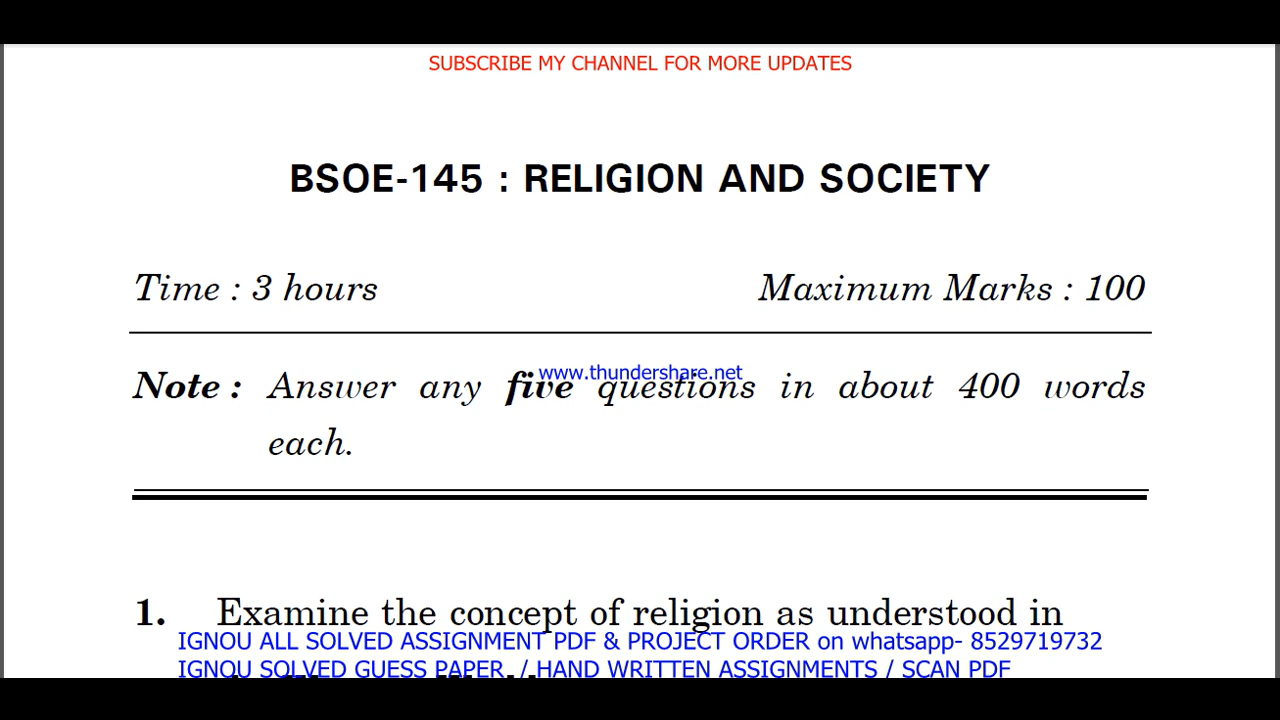 SUBSCRIBE MY CHANNEL FOR MORE UPDATES
BSOE-145 : RELIGION AND SOCIETY
Time : 3 hours Maximum Marks : 100
www.thundershare.net
Note : Answer any five questions in about 400 words
each.
1. Examine the concept of religion as understood in
IGNOU ALL SOLVED ASSIGNMENT PDF & PROJECT ORDER on whatsapp- 8529719732
IGNOU SOLVED GUESS PAPER / HAND WRITTEN ASSIGNMENTS / SCAN PDF